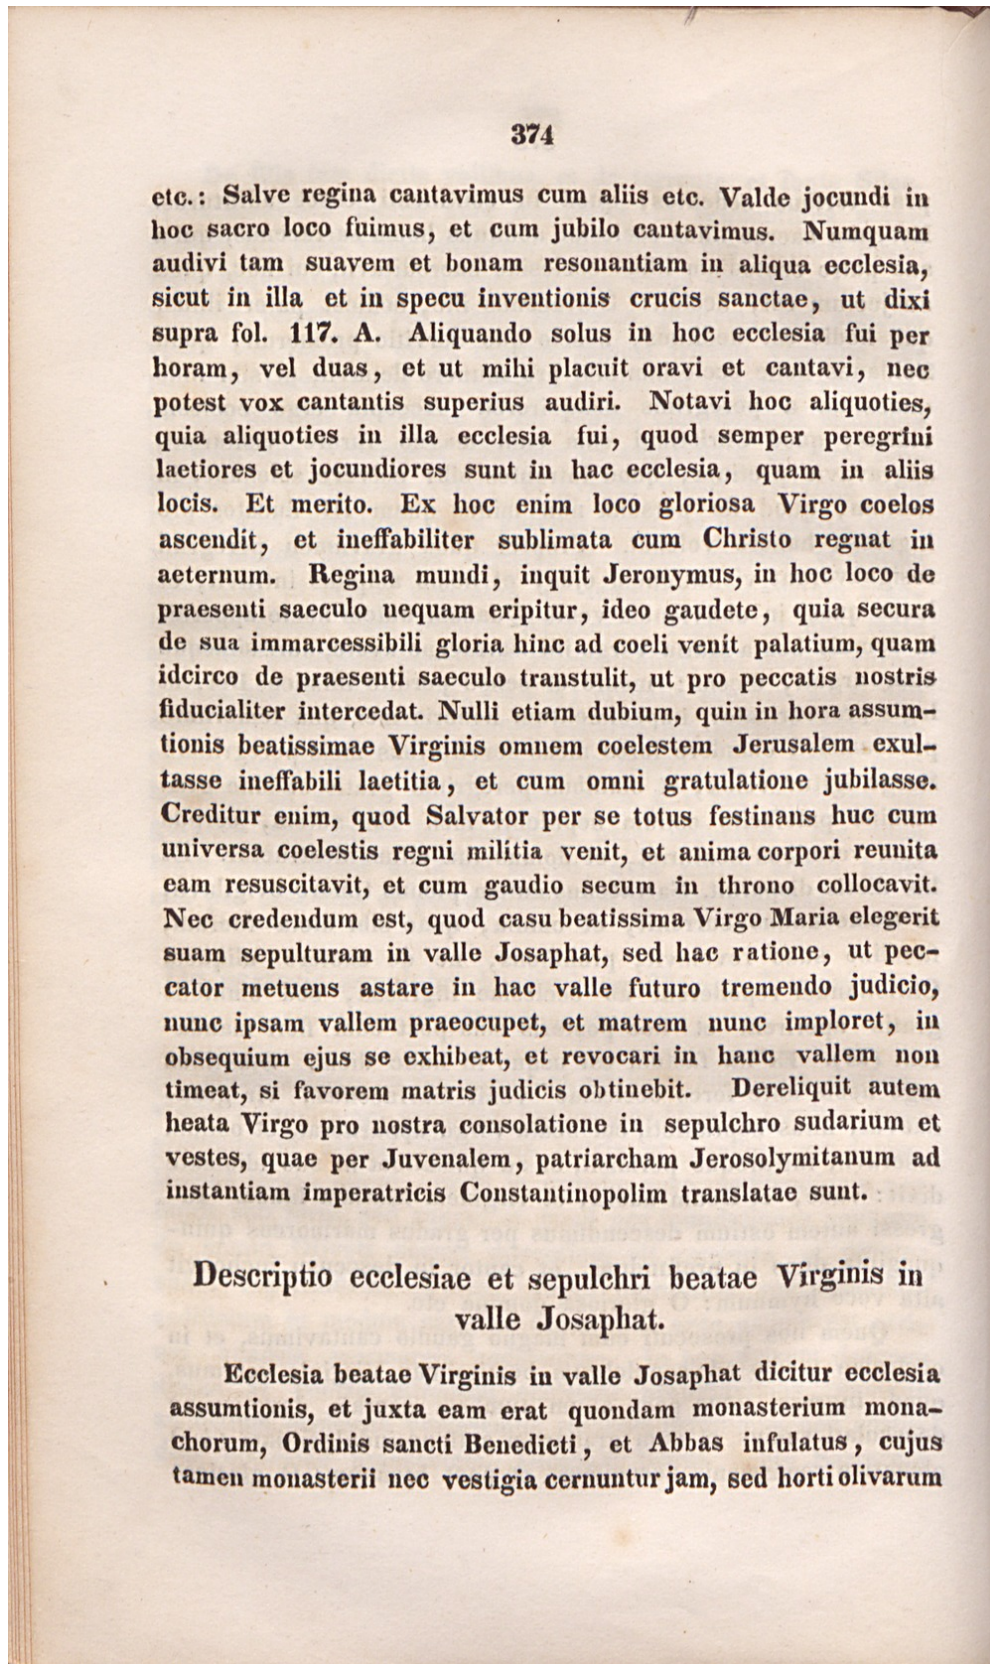 374
etc.: Salve regina cantavimus cum aliis etc. Valde jocundi in
hoc sacro loco fuimus, et cum jubilo cantavimus. Numquam
audivi tam suavem et bonam resonantiam in aliqua ecclesia,
sicut in illa et in specu inventionis crucis sanctae, ut dixi
supra fol. 117. A. Aliquando solus in hoc ecclesia fui per
horam, vel duas, et ut mihi placuit oravi et cantavi, nec
potest vox cantantis superius audiri. Notavi hoc aliquoties,
quia aliquoties in illa ecclesia fui, quod semper peregrini
laetiores et jocundiores sunt in hac ecclesia, quam in aliis
locis. Et merito. Ex hoc enim loco gloriosa Virgo coelos
ascendit, et ineffabiliter sublimata cum Christo regnat in
aeternum. Regina mundi, inquit Jeronymus, in hoc loco de
praesenti saeculo nequam eripitur, ideo gaudete, quia secura
de sua immarcessibili gloria hinc ad coeli venit palatium, quam
idcirco de praesenti saeculo transtulit, ut pro peccatis nostris
fiducialiter intercedat. Nulli etiam dubium, quin in hora assum-
tionis beatissimae Virginis omnem coelestem Jerusalem exul-
tasse ineffabili laetitia, et cum omni gratulatione jubilasse.
Creditur enim, quod Salvator per se totus festinans huc cum
universa coelestis regni militia venit, et anima corpori reunita
eam resuscitavit, et cum gaudio secum in throno collocavit.
Nec credendum est, quod casu beatissima Virgo Maria elegerit
suam sepulturam in valle Josaphat, sed hac ratione, ut pec-
cator metuens astare in hac valle futuro tremendo judicio,
nunc ipsam vallem praeocupet, et matrem nunc imploret, in
obsequium ejus se exhibeat, et revocari in hanc vallem non
timeat, si favorem matris judicis obtinebit. Dereliquit autem
beata Virgo pro nostra consolatione in sepulchro sudarium et
vestes, quae per Juvenalem, patriarcham Jerosolymitanum ad
instantiam imperatricis Constantinopolim translatae sunt.
Descriptio ecclesiae et sepulchri beatae Virginis in
valle Josaphat.
Ecclesia beatae Virginis in valle Josaphat dicitur ecclesia
assumtionis, et juxta eam erat quondam monasterium mona-
chorum, Ordinis sancti Benedicti, et Abbas infulatus, cujus
tamen monasterii nec vestigia cernuntur jam, sed horti olivarum